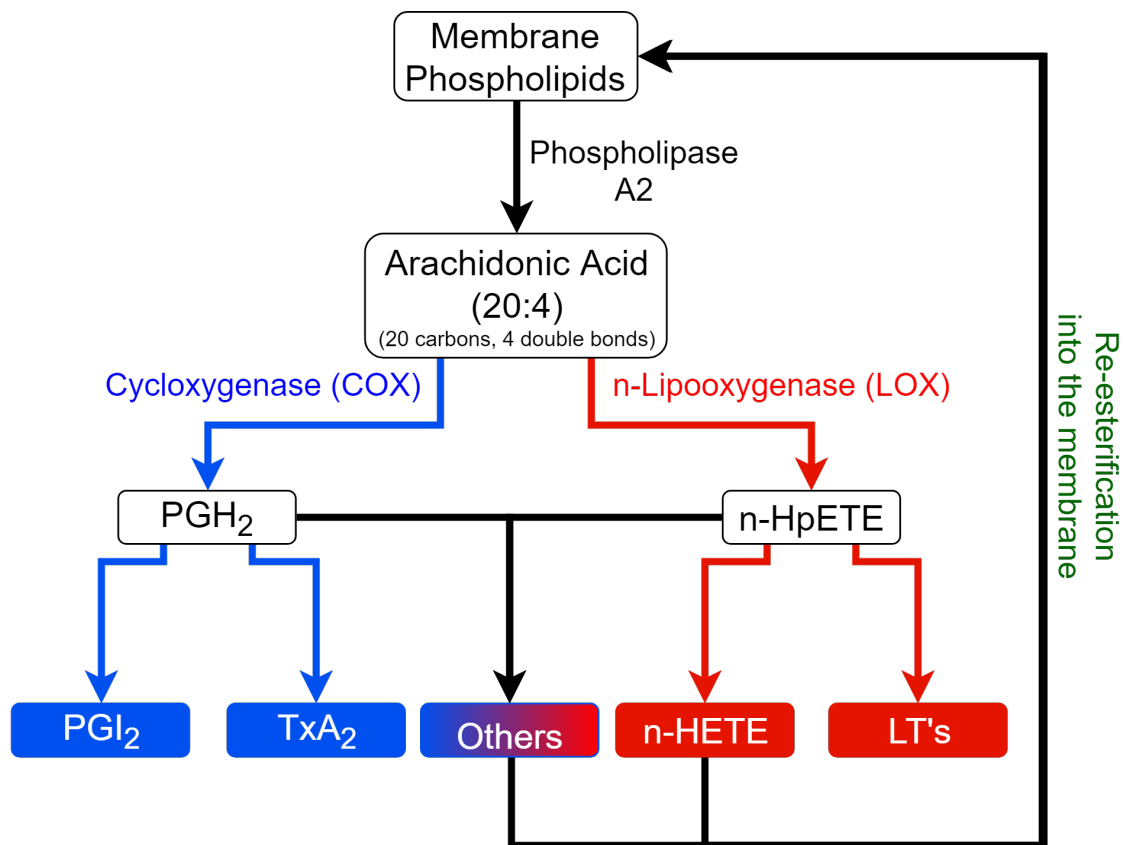 Membrane
Phospholipids
Phospholipase
A2
Arachidonic Acid
(20:4)
(20 carbons, 4 double bonds)
Cycloxygenase (COX)
n-Lipooxygenase (LOX)
Re-esterification
into the membrane
PGH₂
n-HpETE
PGI₂
TxA₂
Others
n-HETE
LT's